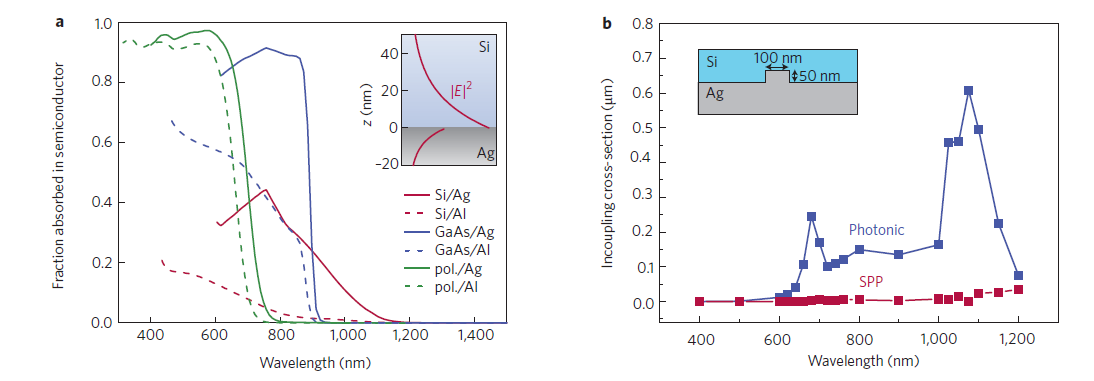 a
1.0
0.8
0.6
0.4
0.2
0.0
Fraction absorbed in semiconductor
400
600
800
1,000
1,200
1,400
Wavelength (nm)
40
20
0
–20
z (nm)
Si
|E|²
Ag
Si/Ag
Si/Al
GaAs/Ag
GaAs/Al
pol./Ag
pol./Al
b
0.8
0.7
0.6
0.5
0.4
0.3
0.2
0.1
0.0
Incoupling cross-section (μm)
400
600
800
1,000
1,200
Wavelength (nm)
Si
100 nm
50 nm
Ag
Photonic
SPP